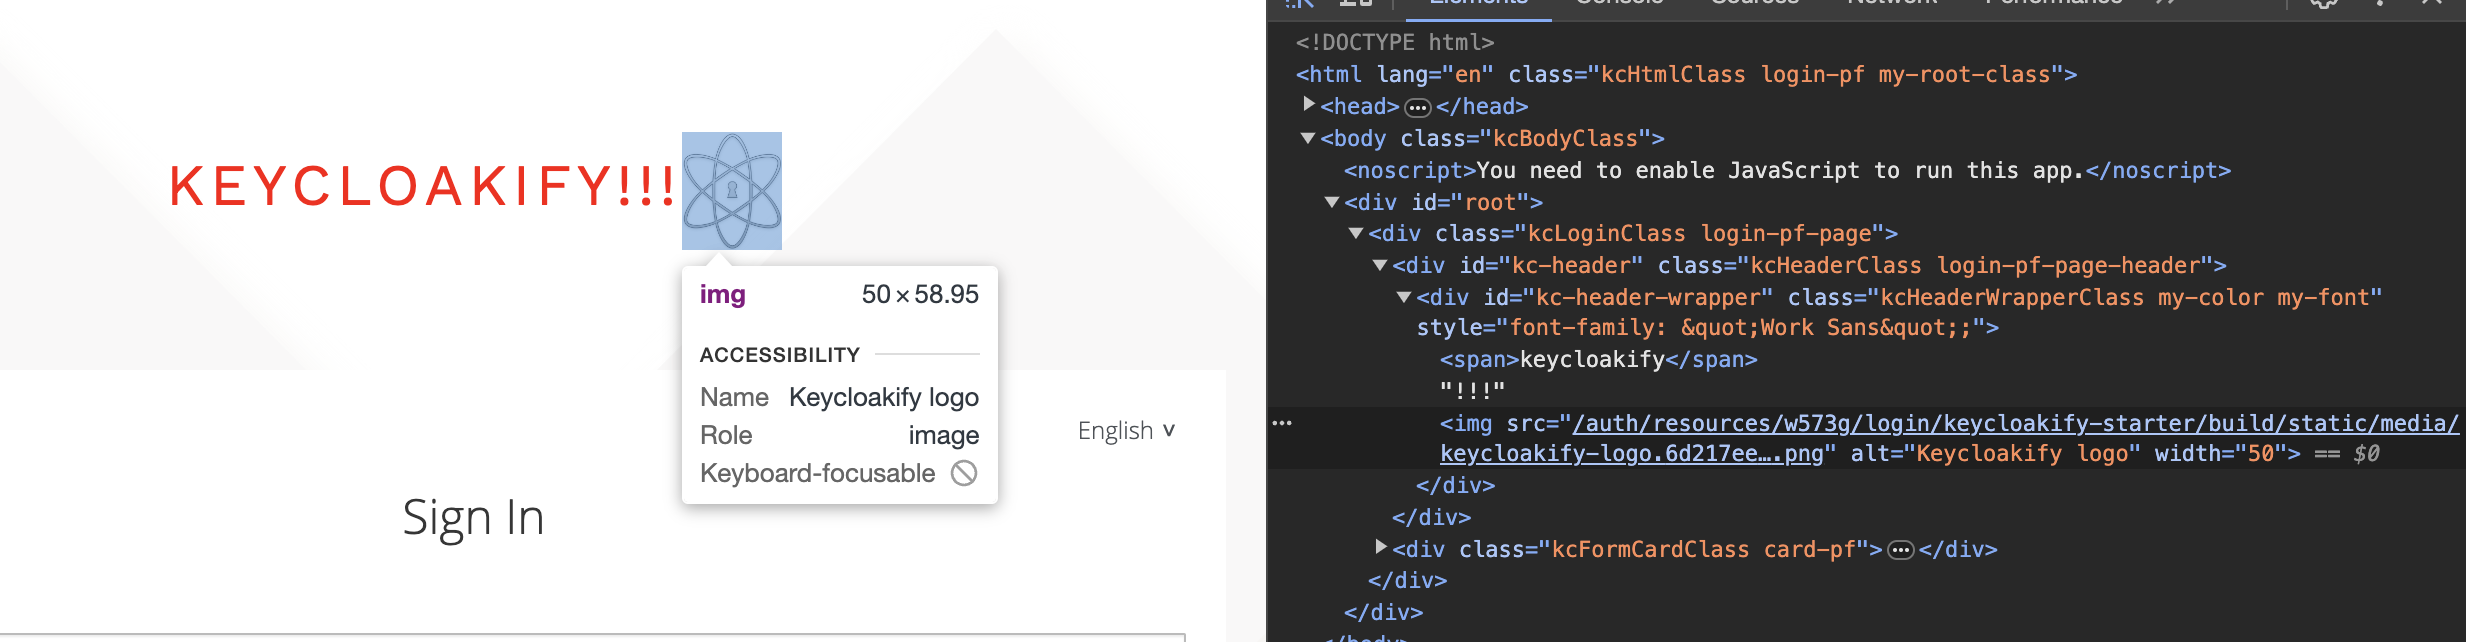 KEYCLOAKIFY!!!
img 50 × 58.95
ACCESSIBILITY
Name Keycloakify logo
Role image
Keyboard-focusable
English
Sign In
Elements Console Sources Network Performance
<!DOCTYPE html>
<html lang="en" class="kcHtmlClass login-pf my-root-class">
<head>…</head>
<body class="kcBodyClass">
<noscript>You need to enable JavaScript to run this app.</noscript>
<div id="root">
<div class="kcLoginClass login-pf-page">
<div id="kc-header" class="kcHeaderClass login-pf-page-header">
<div id="kc-header-wrapper" class="kcHeaderWrapperClass my-color my-font"
style="font-family: &quot;Work Sans&quot;;">
<span>keycloakify</span>
"!!!"
<img src="/auth/resources/w573g/login/keycloakify-starter/build/static/media/
keycloakify-logo.6d217ee….png" alt="Keycloakify logo" width="50"> == $0
</div>
</div>
<div class="kcFormCardClass card-pf">…</div>
</div>
</div>
</body>